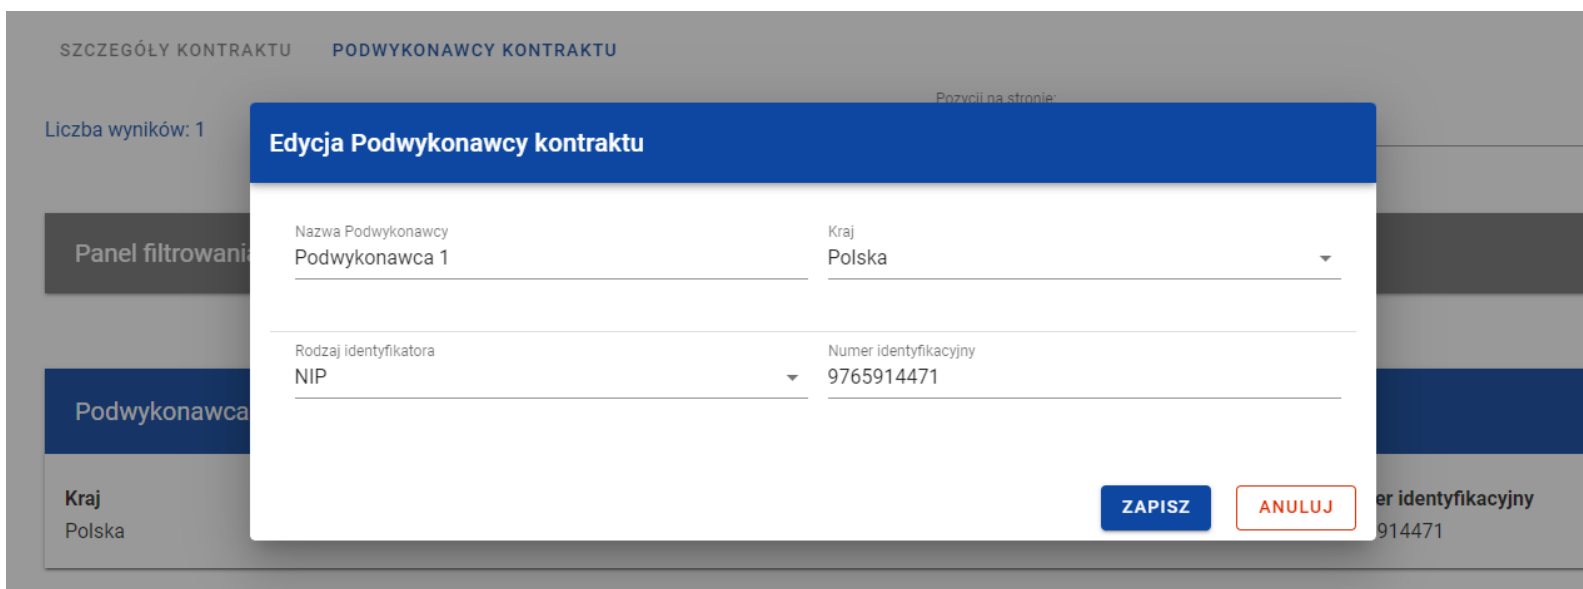 SZCZEGÓŁY KONTRAKTU PODWYKONAWCY KONTRAKTU
Pozycji na stronie:
Liczba wyników: 1
Edycja Podwykonawcy kontraktu
Panel filtrowania
Nazwa Podwykonawcy Kraj
Podwykonawca 1 Polska
Rodzaj identyfikatora Numer identyfikacyjny
NIP 9765914471
Podwykonawca
ZAPISZ ANULUJ
Kraj er identyfikacyjny
Polska 914471